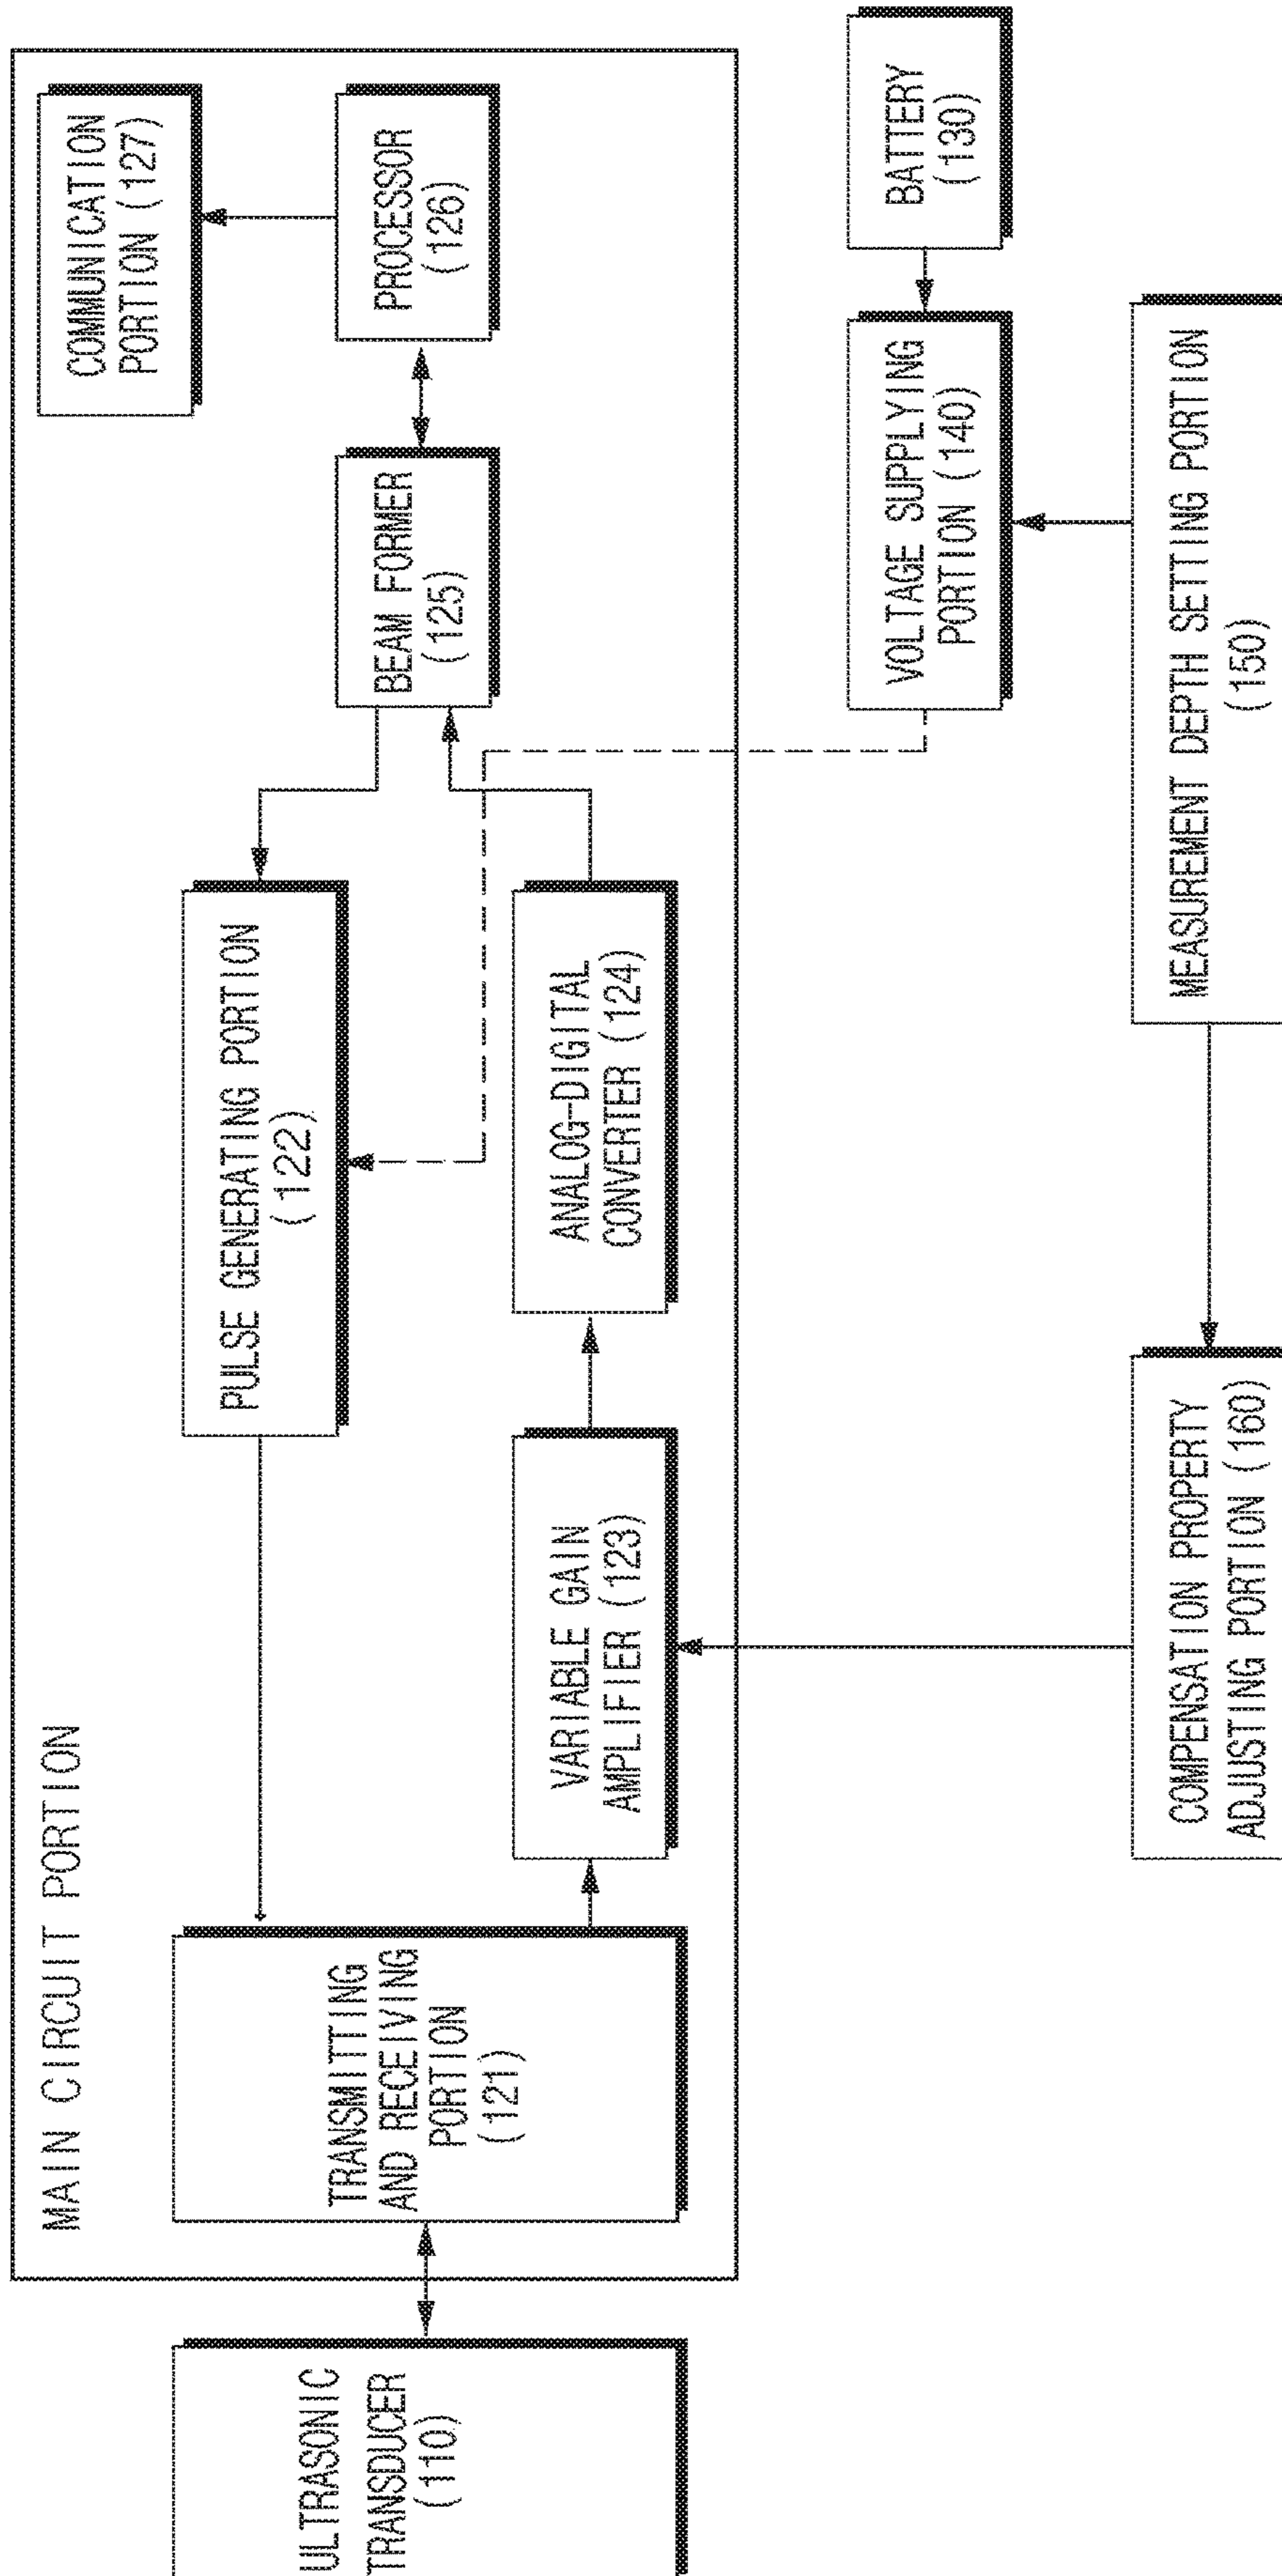 MAIN CIRCUIT PORTION
ULTRASONIC
TRANSDUCER
(110)
TRANSMITTING
AND RECEIVING
PORTION
(121)
PULSE GENERATING PORTION
(122)
VARIABLE GAIN
AMPLIFIER (123)
ANALOG-DIGITAL
CONVERTER (124)
BEAM FORMER
(125)
PROCESSOR
(126)
COMMUNICATION
PORTION (127)
BATTERY
(130)
VOLTAGE SUPPLYING
PORTION (140)
MEASUREMENT DEPTH SETTING PORTION
(150)
COMPENSATION PROPERTY
ADJUSTING PORTION (160)